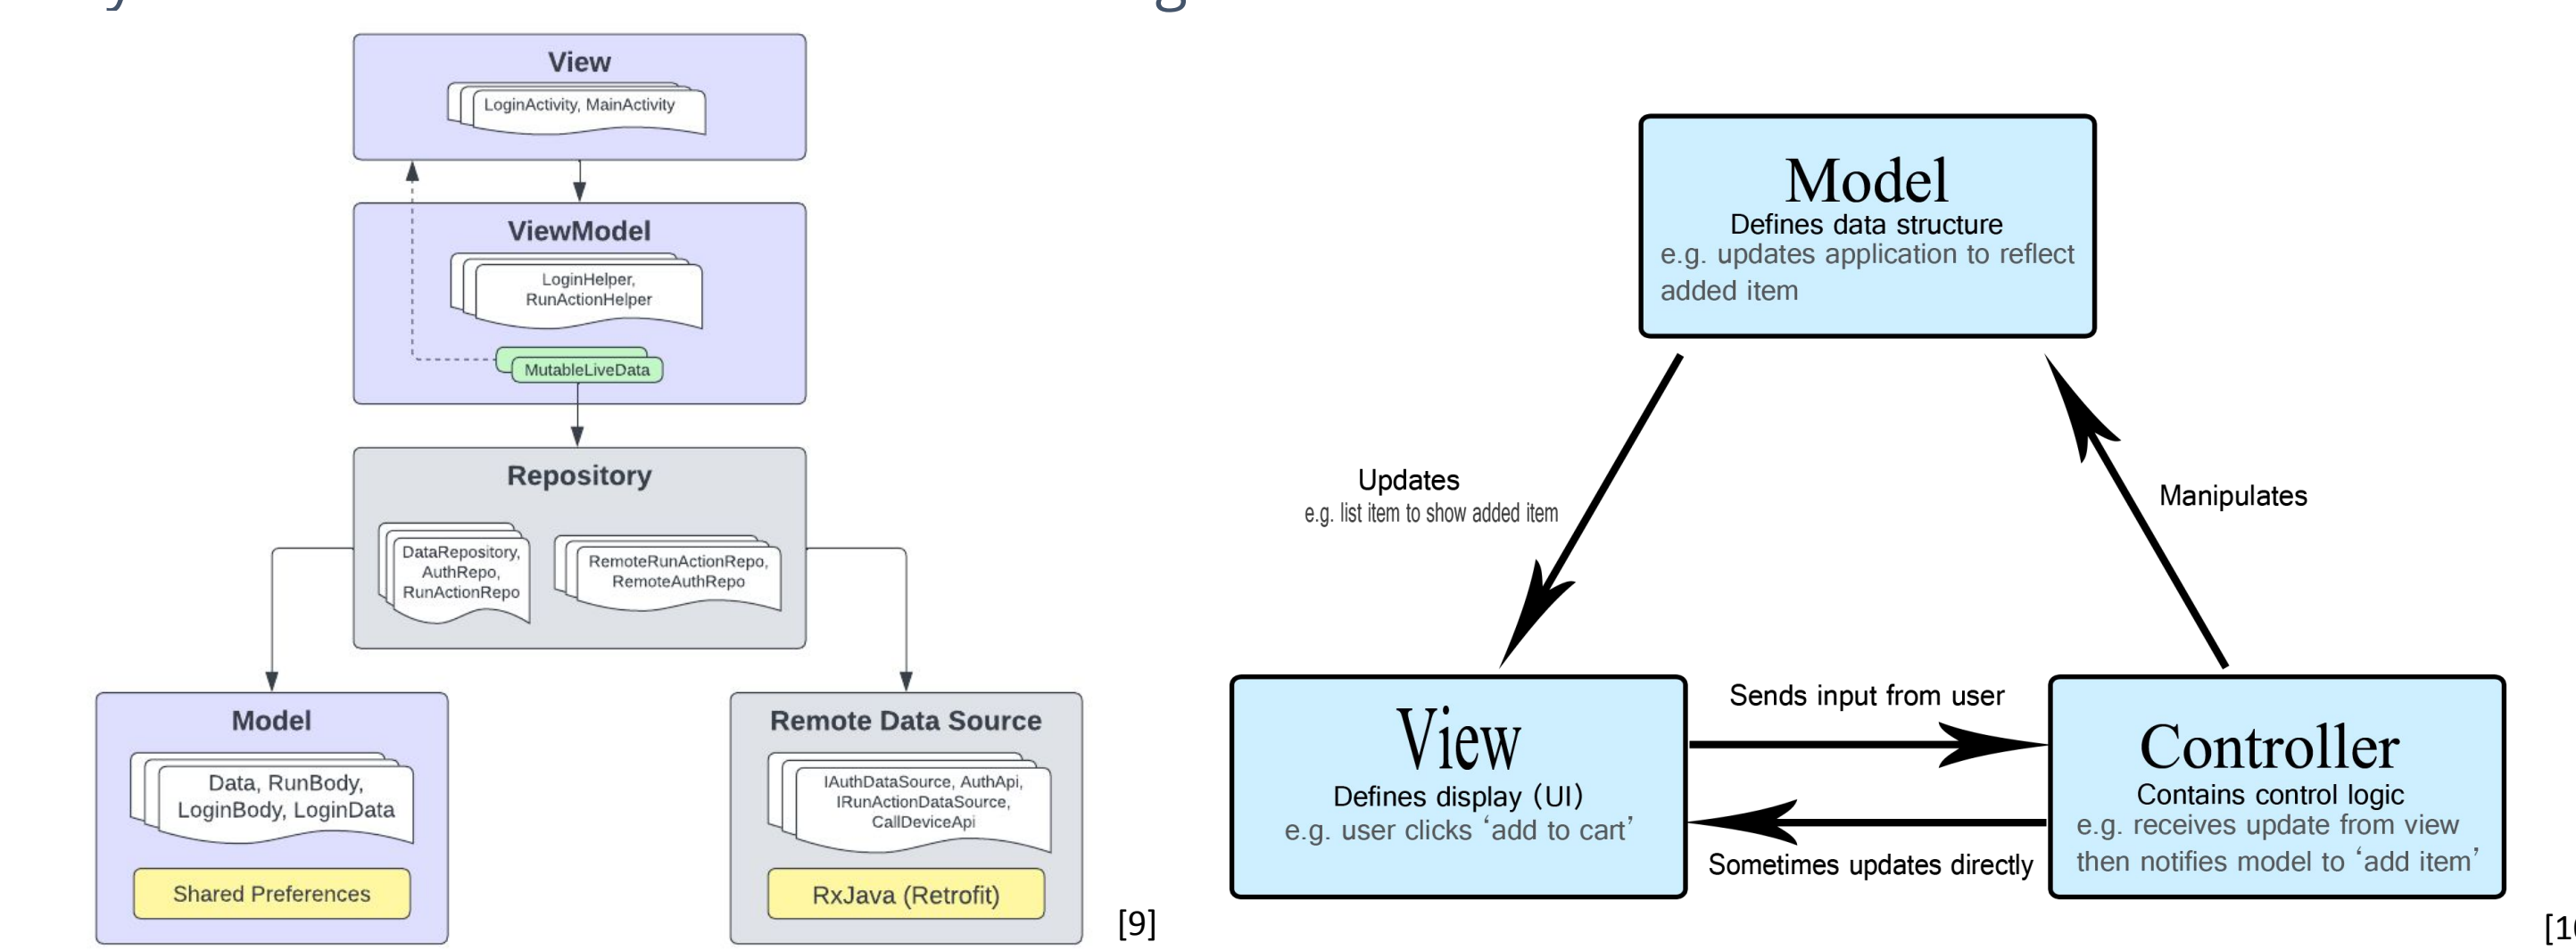 View
LoginActivity, MainActivity
ViewModel
LoginHelper,
RunActionHelper
MutableLiveData
Repository
DataRepository,
AuthRepo,
RunActionRepo
RemoteRunActionRepo,
RemoteAuthRepo
Model
Data, RunBody,
LoginBody, LoginData
Shared Preferences
Remote Data Source
IAuthDataSource, AuthApi,
IRunActionDataSource,
CallDeviceApi
RxJava (Retrofit)
[9]
Model
Defines data structure
e.g. updates application to reflect
added item
Updates
e.g. list item to show added item
Manipulates
View
Defines display (UI)
e.g. user clicks ‘add to cart’
Sends input from user
Sometimes updates directly
Controller
Contains control logic
e.g. receives update from view
then notifies model to ‘add item’